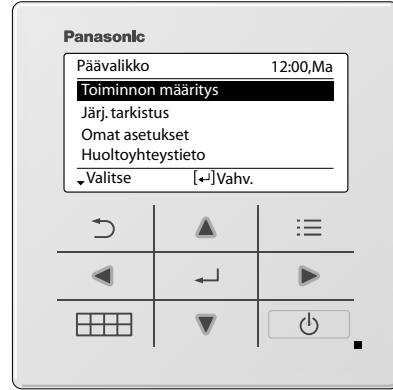 Panasonic
Päävalikko 12:00,Ma
Toiminnon määritys
Järj. tarkistus
Omat asetukset
Huoltoyhteystieto
Valitse [↵]Vahv.